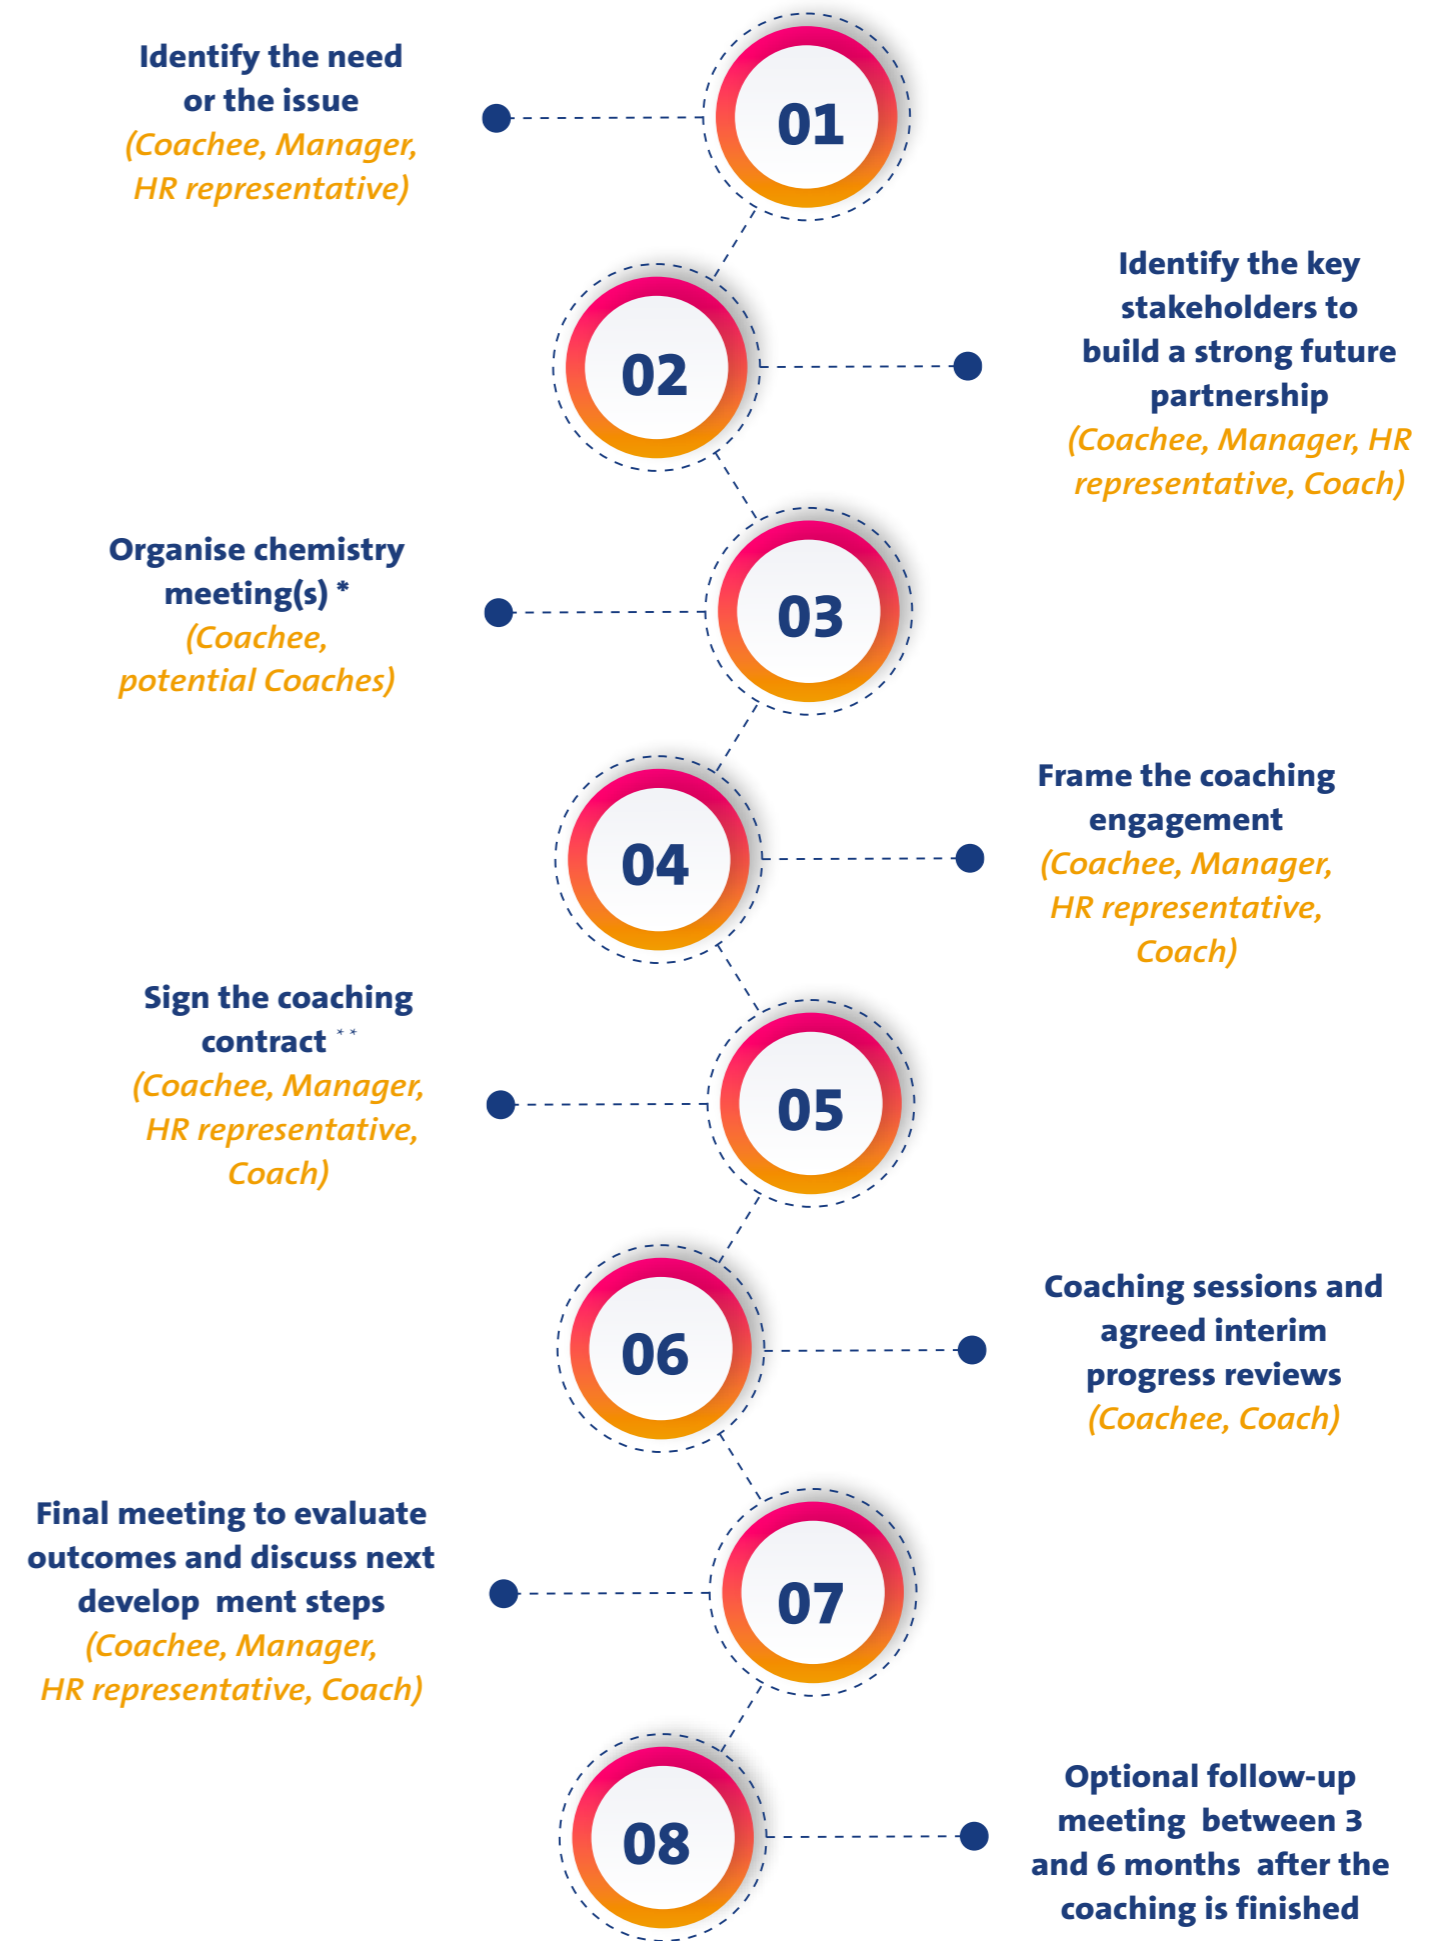 Identify the need
or the issue
(Coachee, Manager,
HR representative)
01
02
Identify the key
stakeholders to
build a strong future
partnership
(Coachee, Manager, HR
representative, Coach)
Organise chemistry
meeting(s) *
(Coachee,
potential Coaches)
03
04
Frame the coaching
engagement
(Coachee, Manager,
HR representative,
Coach)
Sign the coaching
contract **
(Coachee, Manager,
HR representative,
Coach)
05
06
Coaching sessions and
agreed interim
progress reviews
(Coachee, Coach)
Final meeting to evaluate
outcomes and discuss next
develop  ment steps
(Coachee, Manager,
HR representative, Coach)
07
08
Optional follow-up
meeting  between 3
and 6 months  after the
coaching is finished